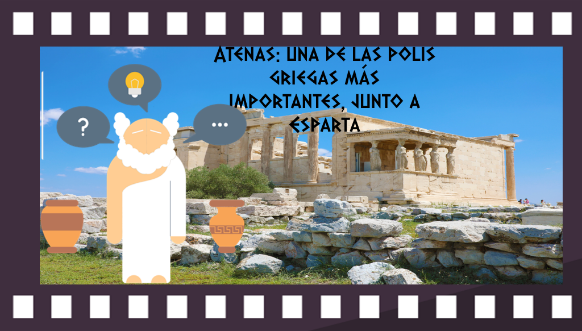 Atenas: una de las polis
griegas más
importantes, junto a
Esparta
?
...